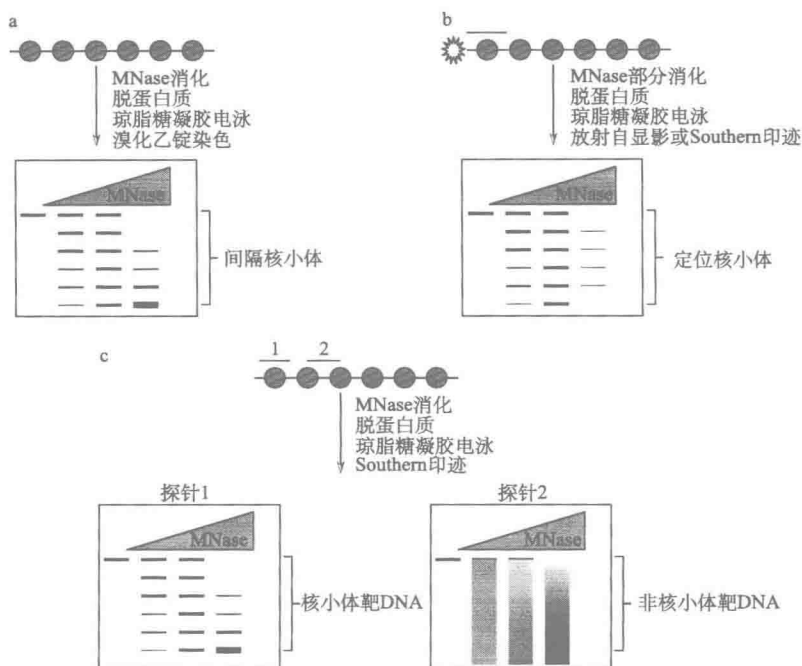 a
MNase消化
脱蛋白质
琼脂糖凝胶电泳
溴化乙锭染色
MNase
间隔核小体
b
MNase部分消化
脱蛋白质
琼脂糖凝胶电泳
放射自显影或Southern印迹
MNase
定位核小体
c
1
2
MNase消化
脱蛋白质
琼脂糖凝胶电泳
Southern印迹
探针1
MNase
核小体靶DNA
探针2
MNase
非核小体靶DNA